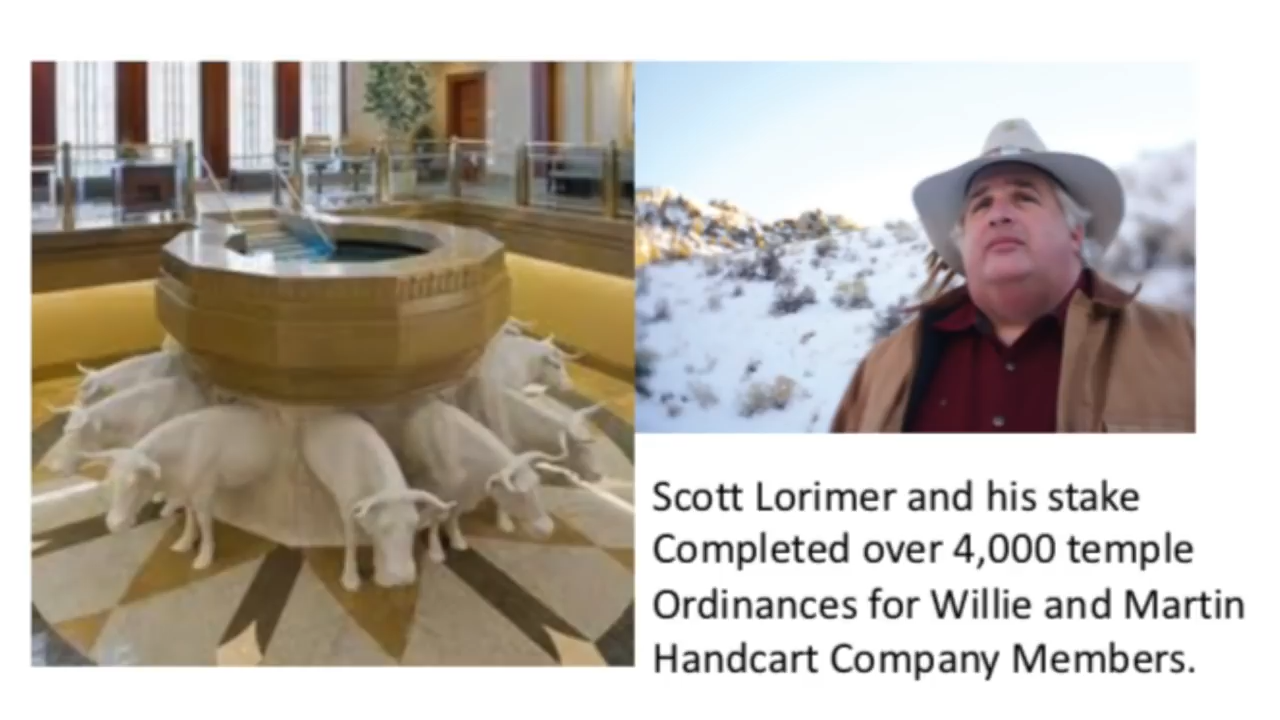 Scott Lorimer and his stake
Completed over 4,000 temple
Ordinances for Willie and Martin
Handcart Company Members.